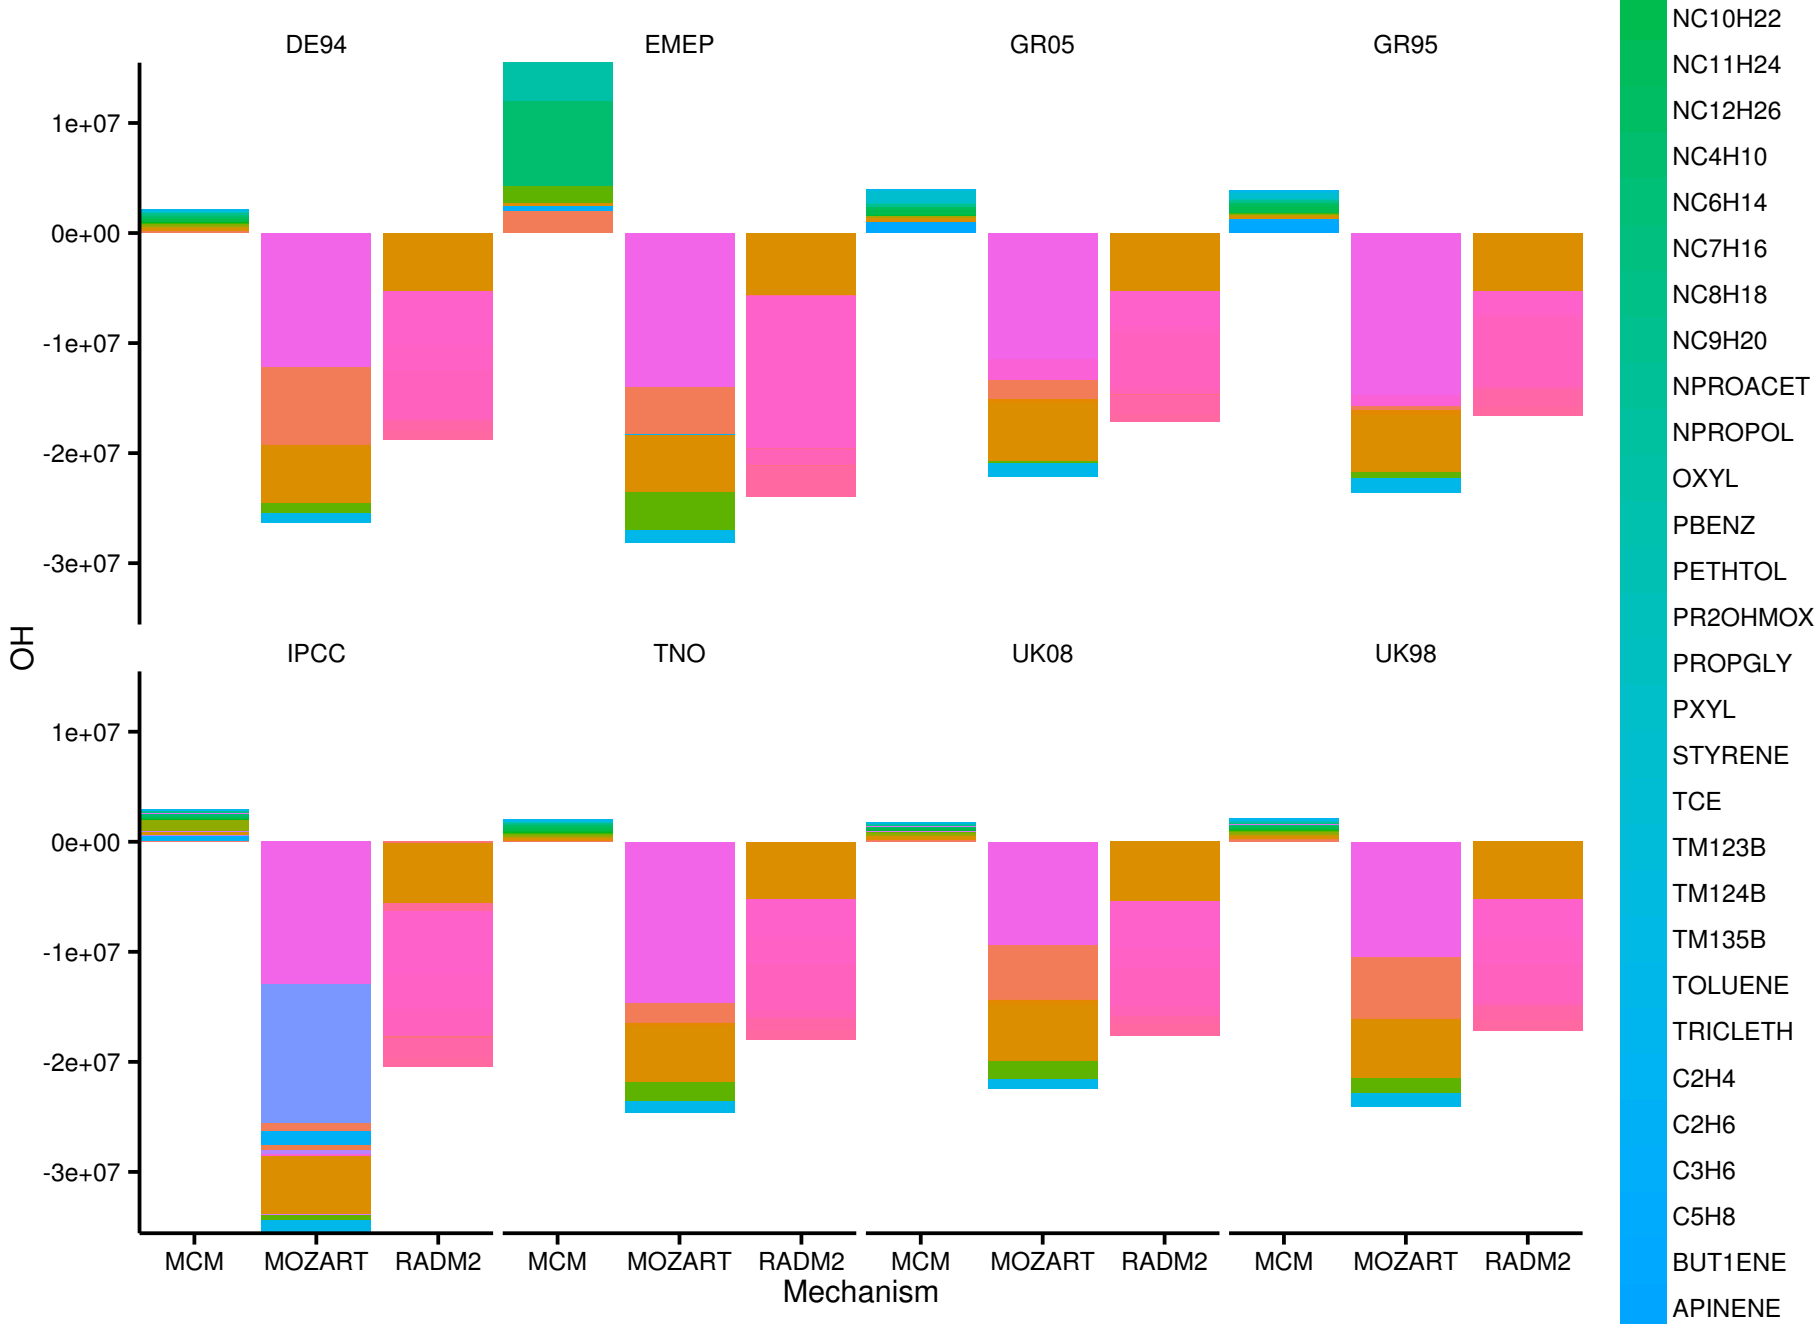 DE94 EMEP GR05 GR95
1e+07
0e+00
-1e+07
-2e+07
-3e+07
OH
IPCC TNO UK08 UK98
1e+07
0e+00
-1e+07
-2e+07
-3e+07
MCM MOZART RADM2 MCM MOZART RADM2 MCM MOZART RADM2 MCM MOZART RADM2
Mechanism
NC10H22
NC11H24
NC12H26
NC4H10
NC6H14
NC7H16
NC8H18
NC9H20
NPROACET
NPROPOL
OXYL
PBENZ
PETHTOL
PR2OHMOX
PROPGLY
PXYL
STYRENE
TCE
TM123B
TM124B
TM135B
TOLUENE
TRICLETH
C2H4
C2H6
C3H6
C5H8
BUT1ENE
APINENE